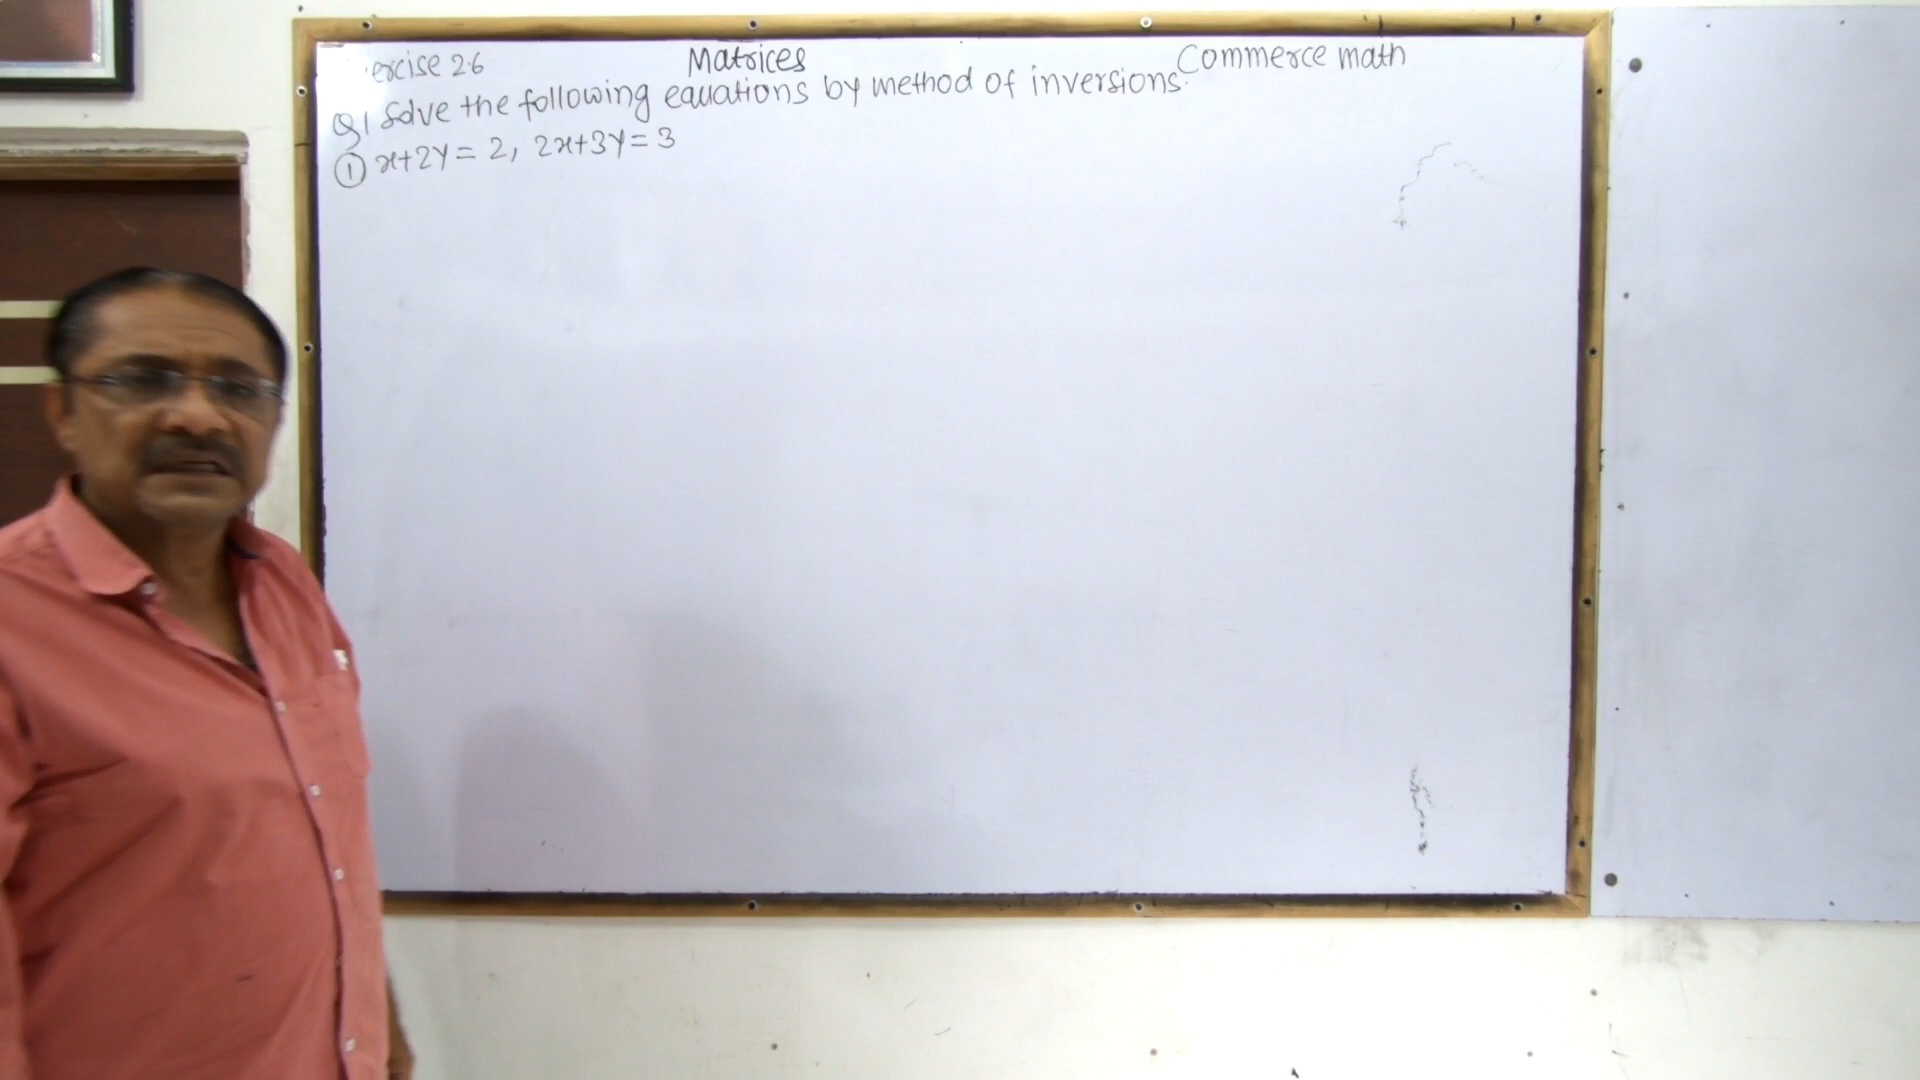 ercise 2.6 Matrices Commerce math
Q1 Solve the following equations by method of inversions.
① x+2y = 2, 2x+3y = 3